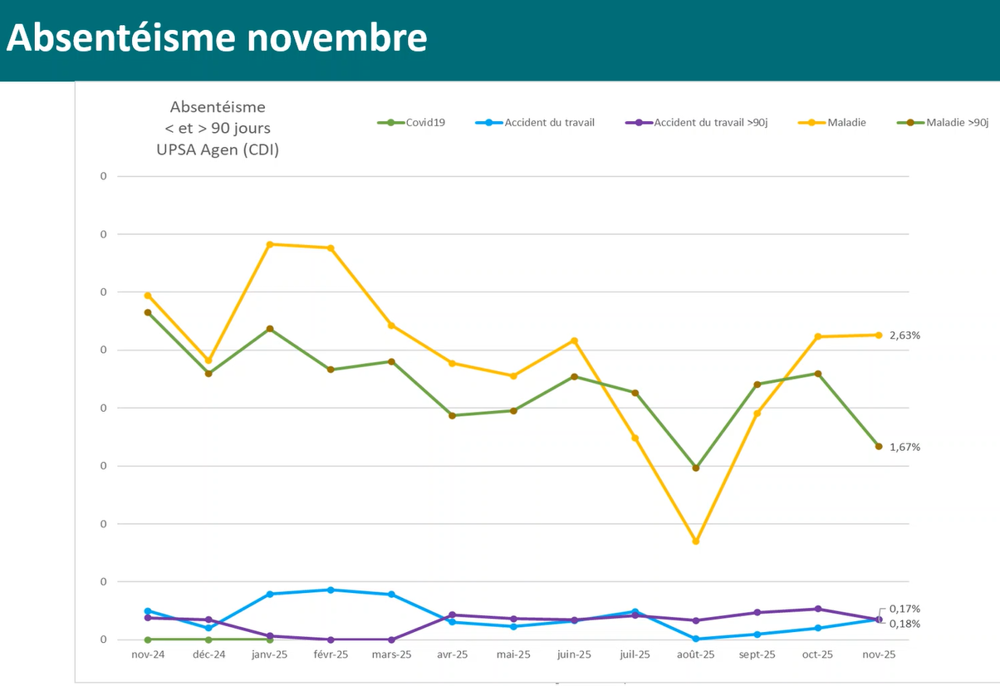 Absentéisme novembre
Absentéisme
< et > 90 jours
UPSA Agen (CDI)
Covid19 Accident du travail Accident du travail >90j Maladie Maladie >90j
0
0
0
0
2,63%
0
0
1,67%
0
0
0,17%
0,18%
0
nov-24 déc-24 janv-25 févr-25 mars-25 avr-25 mai-25 juin-25 juil-25 août-25 sept-25 oct-25 nov-25